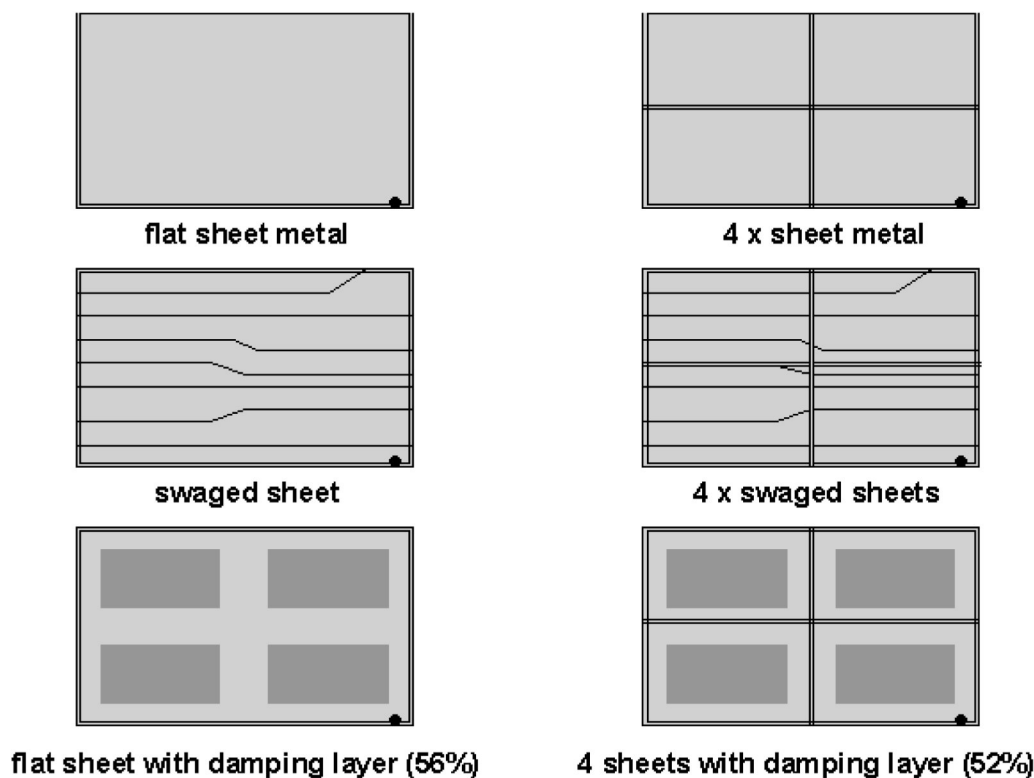 flat sheet metal
4 x sheet metal
swaged sheet
4 x swaged sheets
flat sheet with damping layer (56%)
4 sheets with damping layer (52%)